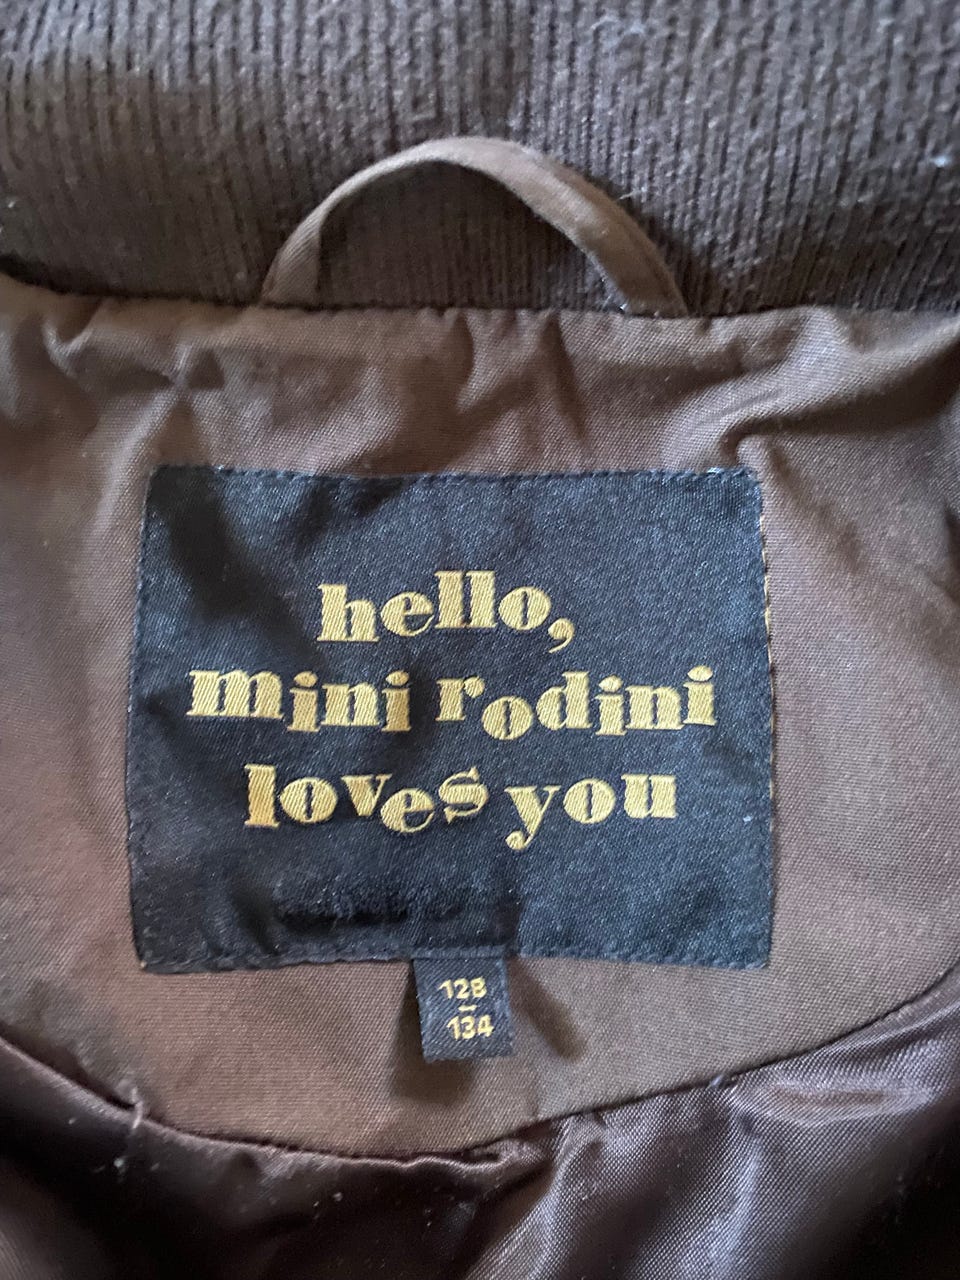 hello,
mini rodini
loves you
128
–
134